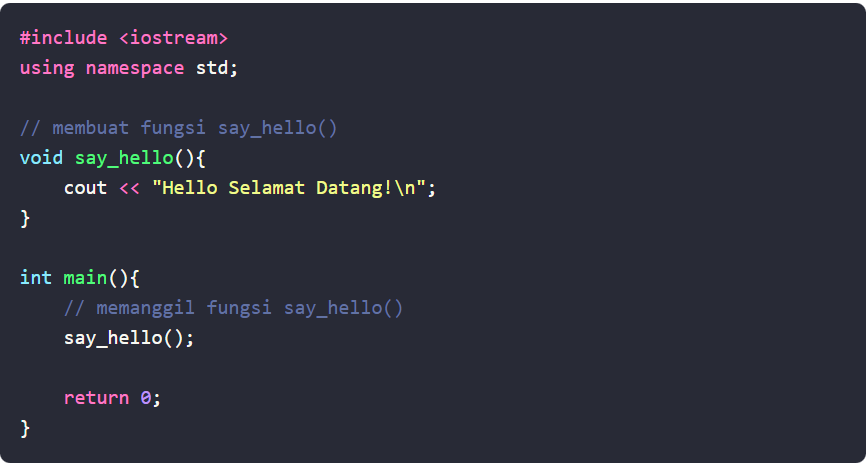 #include <iostream>
using namespace std;
// membuat fungsi say_hello()
void say_hello(){
    cout << "Hello Selamat Datang!\n";
}
int main(){
    // memanggil fungsi say_hello()
    say_hello();
    return 0;
}